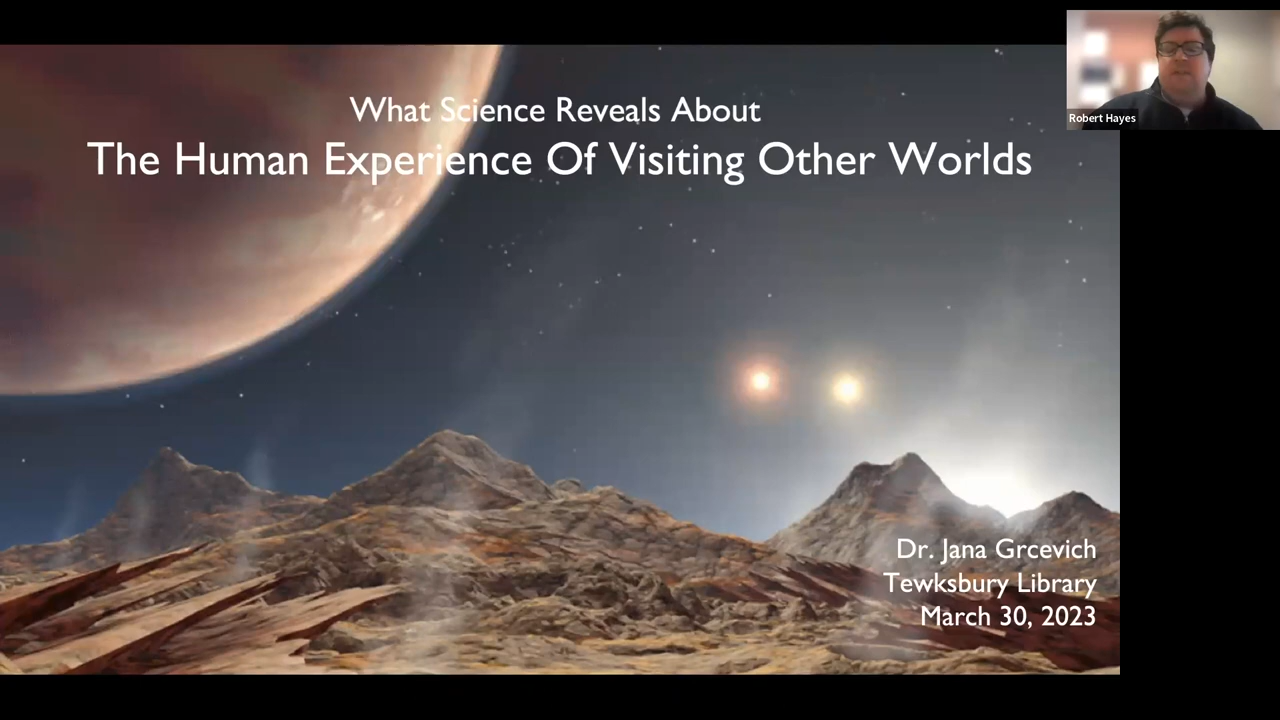 What Science Reveals About
The Human Experience Of Visiting Other Worlds
Robert Hayes
Dr. Jana Grcevich
Tewksbury Library
March 30, 2023